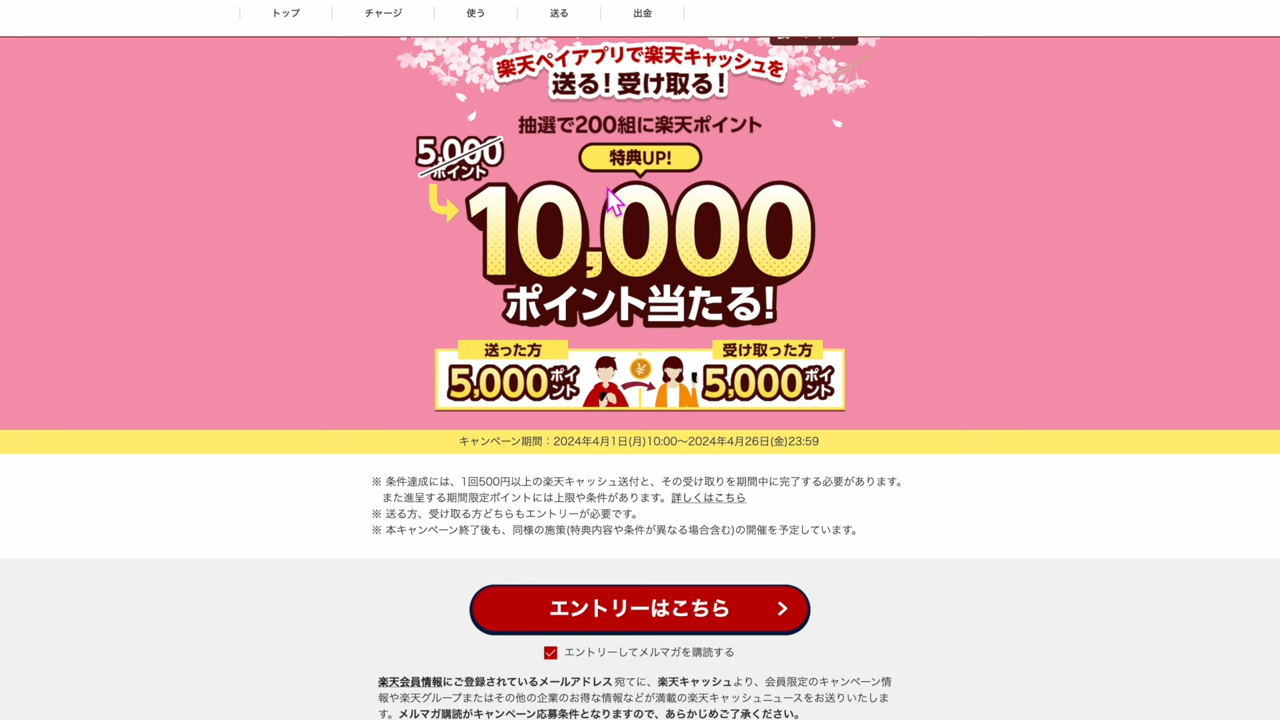 トップ
チャージ
使う
送る
出金
楽天ペイアプリで楽天キャッシュを
送る!受け取る!
抽選で200組に楽天ポイント
5,000
ポイント
特典UP!
10,000
ポイント当たる!
送った方
5,000ポイント
受け取った方
5,000ポイント
キャンペーン期間：2024年4月1日(月)10:00〜2024年4月26日(金)23:59
※ 条件達成には、1回500円以上の楽天キャッシュ送付と、その受け取りを期間中に完了する必要があります。
また進呈する期間限定ポイントには上限や条件があります。詳しくはこちら
※ 送る方、受け取る方どちらもエントリーが必要です。
※ 本キャンペーン終了後も、同様の施策(特典内容や条件が異なる場合含む)の開催を予定しています。
エントリーはこちら
エントリーしてメルマガを購読する
楽天会員情報にご登録されているメールアドレス宛てに、楽天キャッシュより、会員限定のキャンペーン情
報や楽天グループまたはその他の企業のお得な情報などが満載の楽天キャッシュニュースをお送りいたしま
す。メルマガ購読がキャンペーン応募条件となりますので、あらかじめご了承ください。